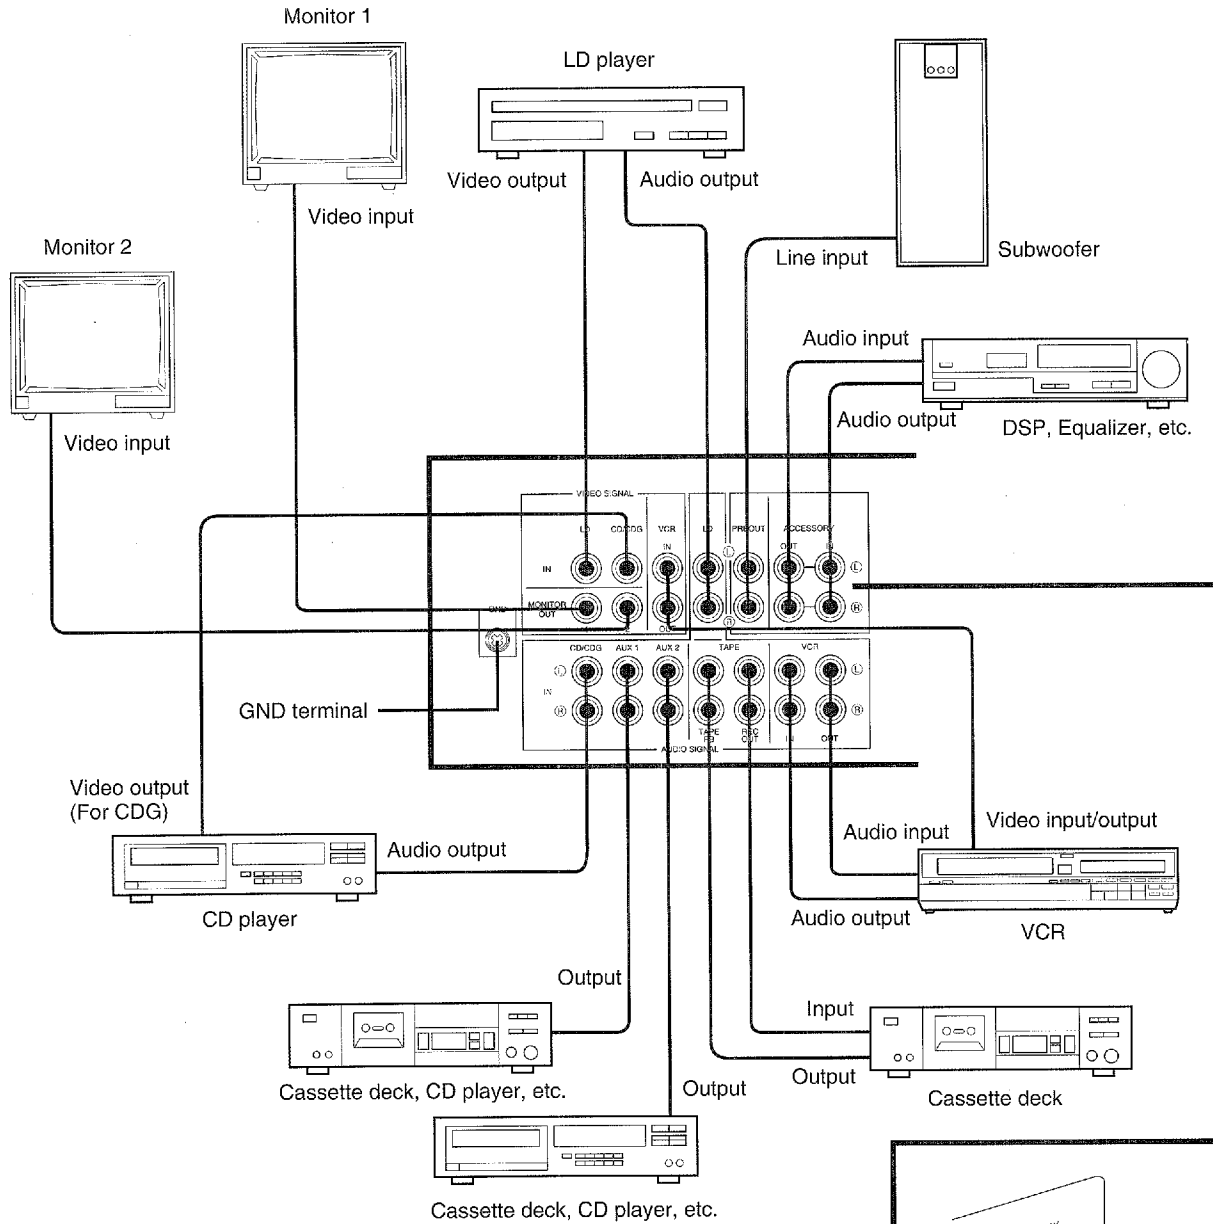 Monitor 1
LD player
Video output
Audio output
Video input
Monitor 2
Line input
Subwoofer
Audio input
Audio output
DSP, Equalizer, etc.
Video input
VIDEO SIGNAL
LD CD/CDG VCR LD PREOUT ACCESSORY
IN OUT IN
IN
L
L
MONITOR
OUT
GND
OUT
R
R
CD/CDG AUX 1 AUX 2 TAPE VCR
L
L
IN
R
R
GND terminal
TAPE
PB
REC
OUT
IN
OUT
AUDIO SIGNAL
Video output
(For CDG)
Audio output
Audio input
Video input/output
CD player
Audio output
VCR
Output
Input
Cassette deck, CD player, etc.
Output
Output
Cassette deck
Cassette deck, CD player, etc.